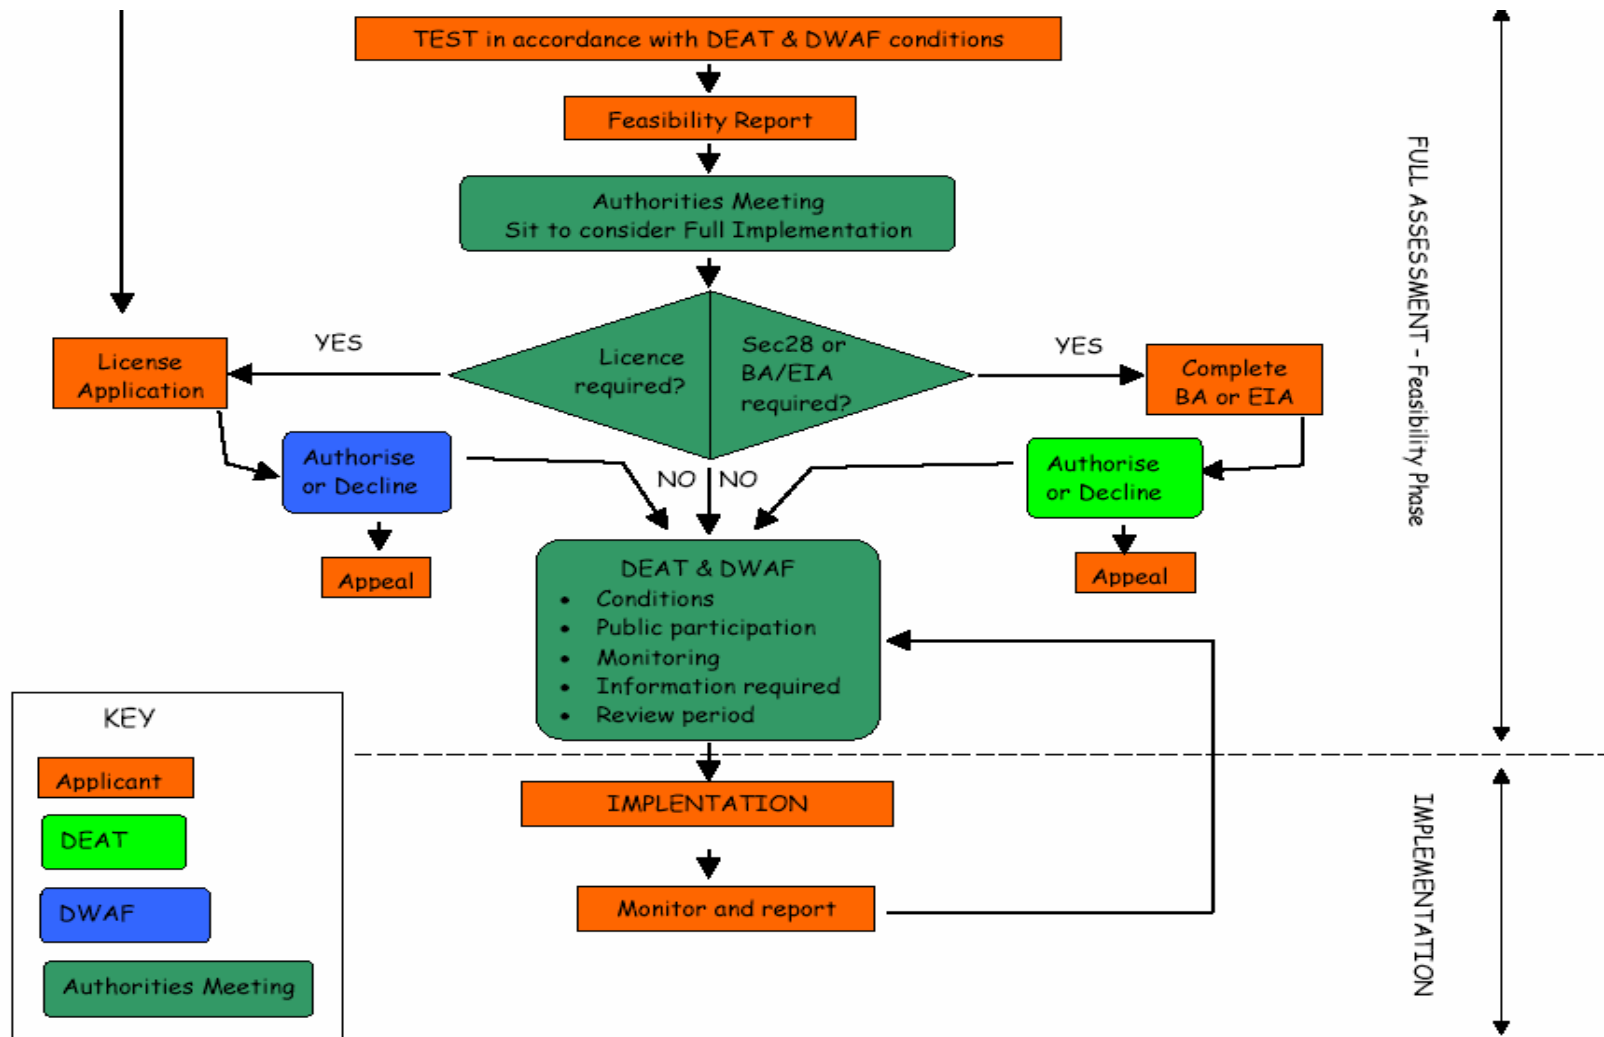 TEST in accordance with DEAT & DWAF conditions
Feasibility Report
Authorities Meeting
Sit to consider Full Implementation
YES
Licence
required?
Sec28 or
BA/EIA
required?
YES
License
Application
Complete
BA or EIA
Authorise
or Decline
NO
NO
Authorise
or Decline
Appeal
Appeal
DEAT & DWAF
• Conditions
• Public participation
• Monitoring
• Information required
• Review period
IMPLENTATION
Monitor and report
KEY
Applicant
DEAT
DWAF
Authorities Meeting
FULL ASSESSMENT - Feasibility Phase
IMPLEMENTATION